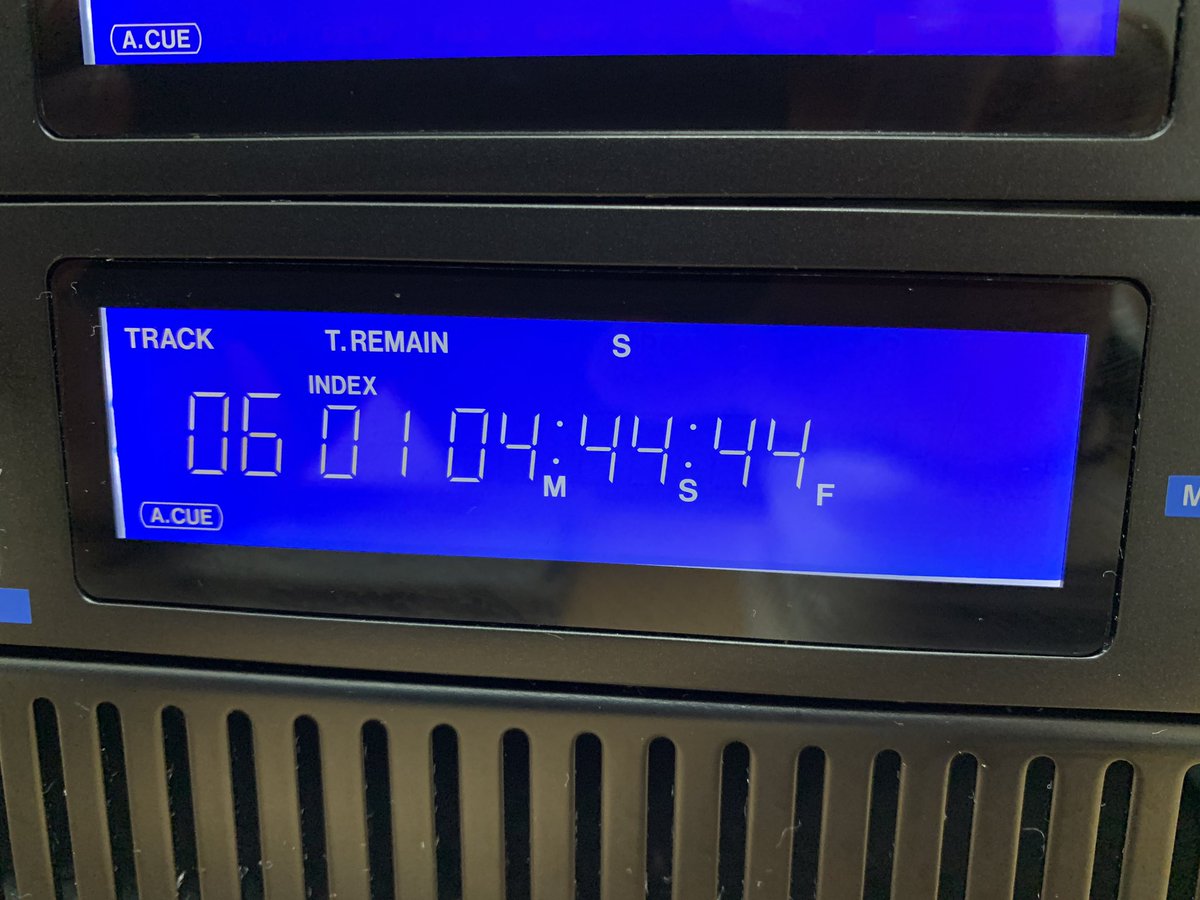 A.CUE
TRACK T.REMAIN S
INDEX
06 01 04:44:44
M S F
A.CUE
M